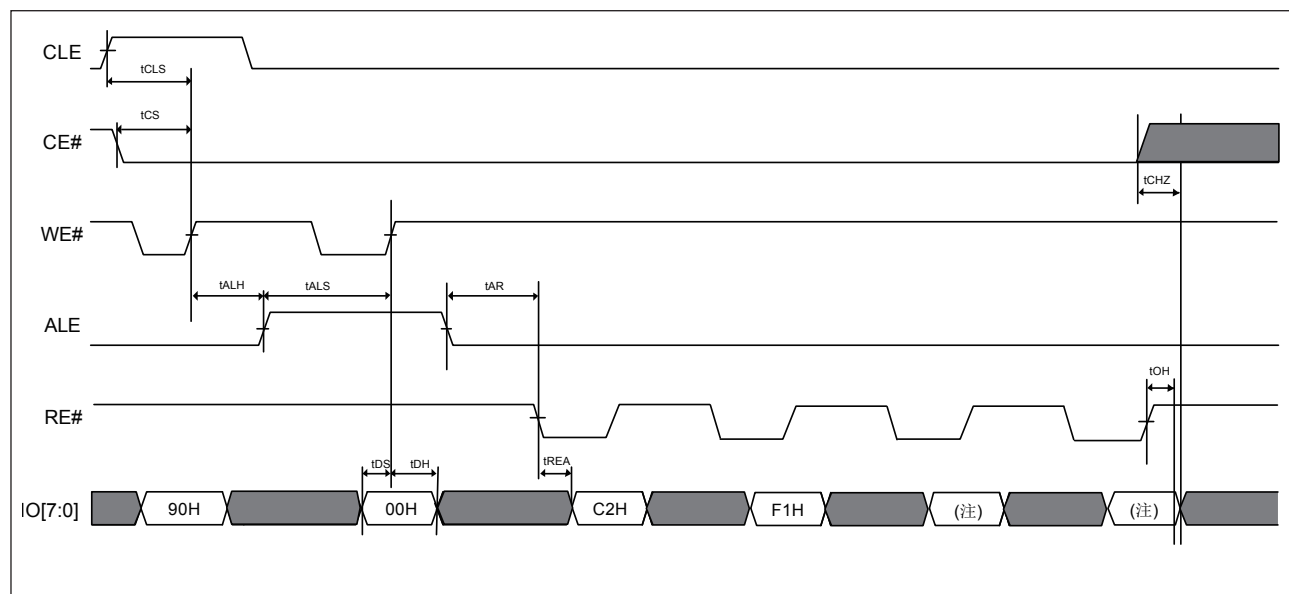 CLE
tCLS
tCS
CE#
tCHZ
WE#
tALH
tALS
tAR
ALE
tOH
RE#
tDS
tDH
tREA
IO[7:0]
90H
00H
C2H
F1H
(注)
(注)